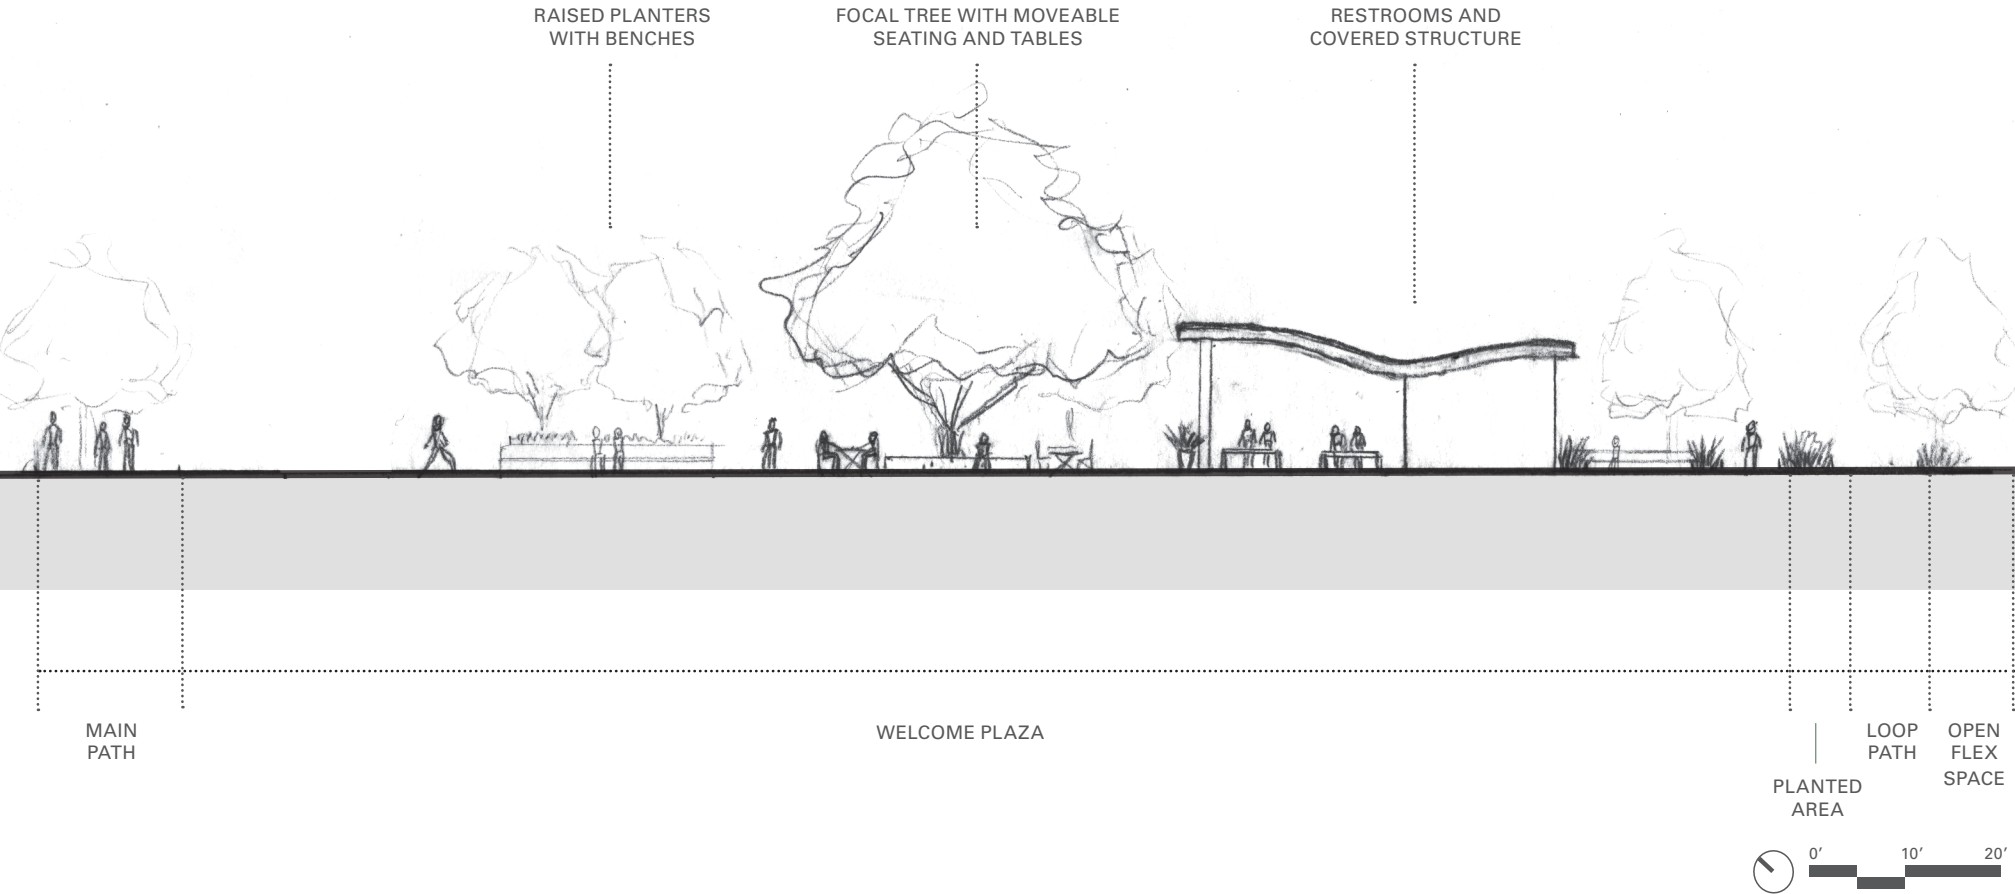 RAISED PLANTERS
WITH BENCHES
FOCAL TREE WITH MOVEABLE
SEATING AND TABLES
RESTROOMS AND
COVERED STRUCTURE
MAIN
PATH
WELCOME PLAZA
PLANTED
AREA
LOOP
PATH
OPEN
FLEX
SPACE
0’ 10’ 20’